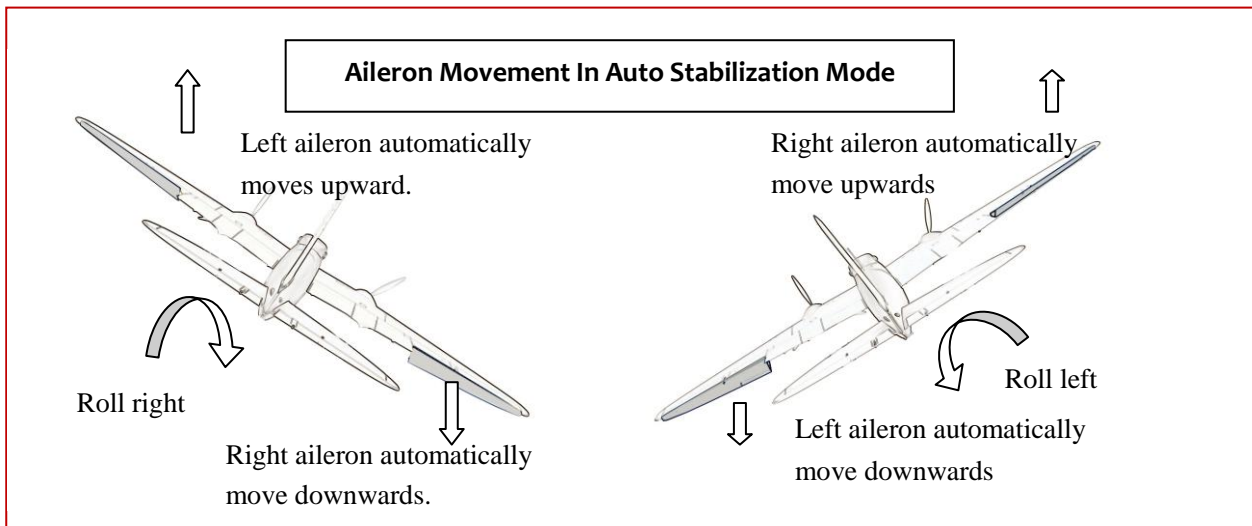 Aileron Movement In Auto Stabilization Mode
Left aileron automatically
moves upward.
Right aileron automatically
move upwards
Roll right
Roll left
Right aileron automatically
move downwards.
Left aileron automatically
move downwards